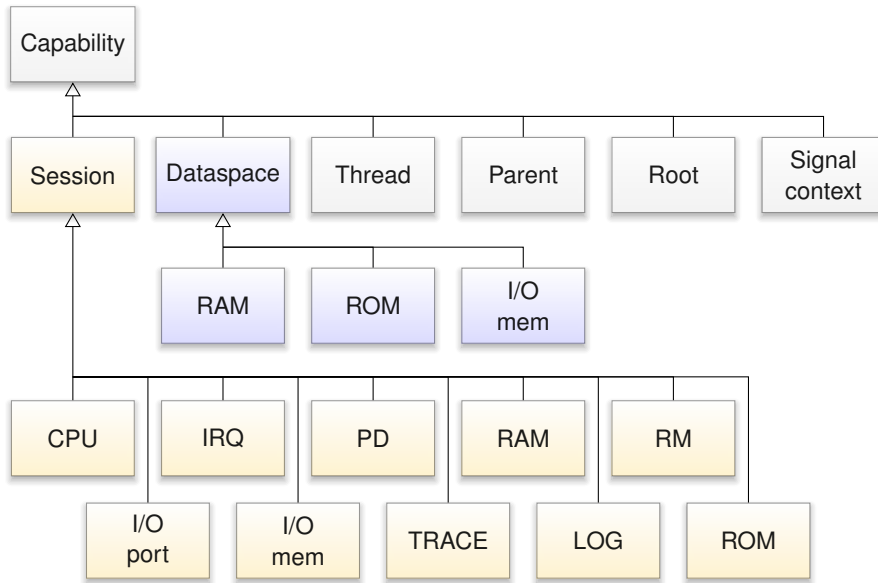 Capability
Session
Dataspace
Thread
Parent
Root
Signal
context
RAM
ROM
I/O
mem
CPU
IRQ
PD
RAM
RM
I/O
port
I/O
mem
TRACE
LOG
ROM